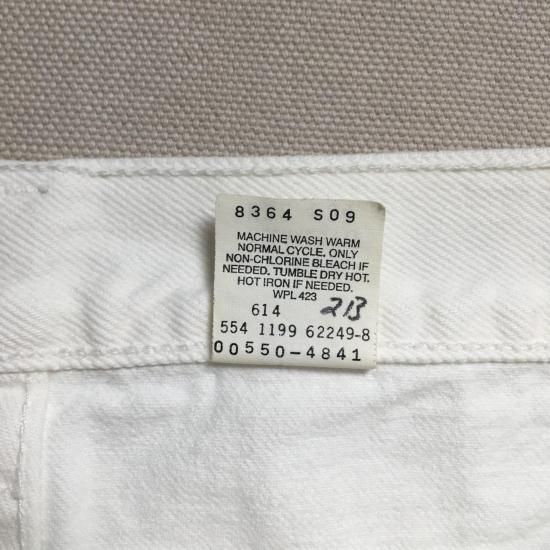 8364 S09
MACHINE WASH WARM
NORMAL CYCLE, ONLY
NON-CHLORINE BLEACH IF
NEEDED. TUMBLE DRY HOT.
HOT IRON IF NEEDED.
WPL 423
614 213
554 1199 62249-8
00550-4841